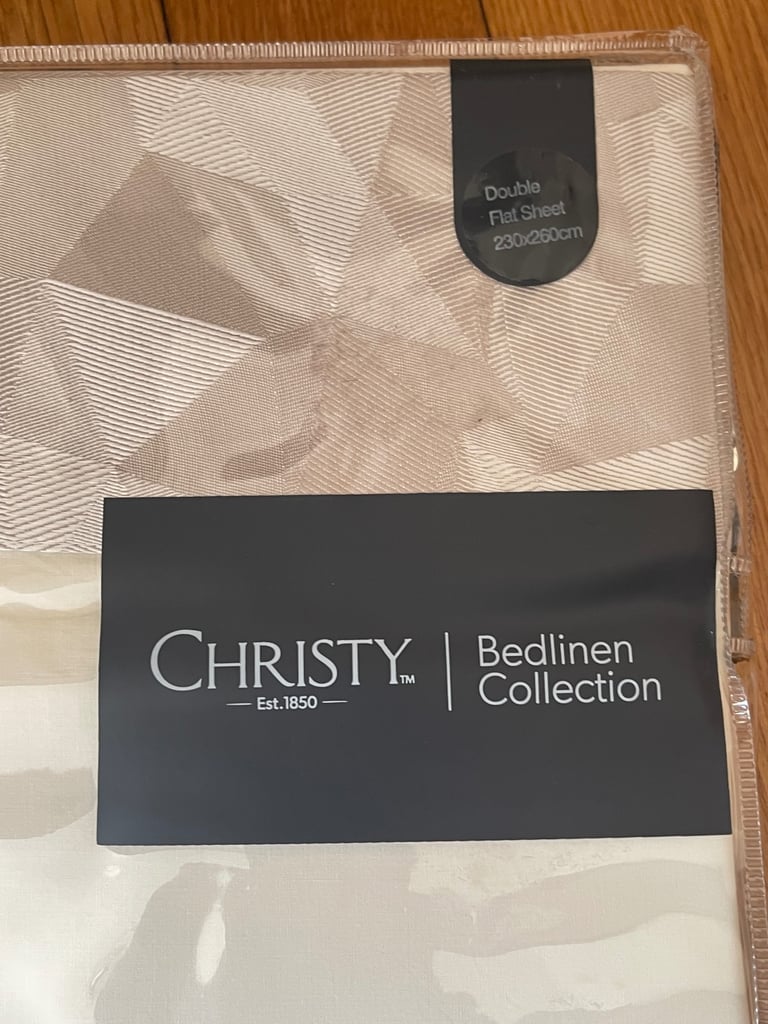 Double
Flat Sheet
230x260cm
CHRISTY™
Est.1850
Bedlinen
Collection